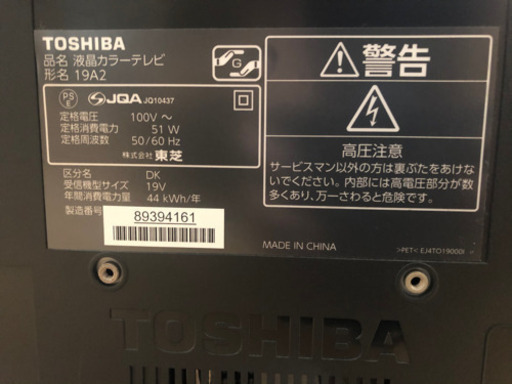 TOSHIBA
品名 液晶カラーテレビ
形名 19A2
G
PS
E
JQA JQ10437
定格電圧 100V ～
定格消費電力 51 W
定格周波数 50/60 Hz
株式会社 東芝
区分名 DK
受信機型サイズ 19V
年間消費電力量 44 kWh/年
製造番号
89394161
警告
高圧注意
サービスマン以外の方は裏ぶたをあけな
いでください。内部には高電圧部分が数
多くあり、万一さわると危険です。
MADE IN CHINA
>PET< EJ4TO19000I
TOSHIBA